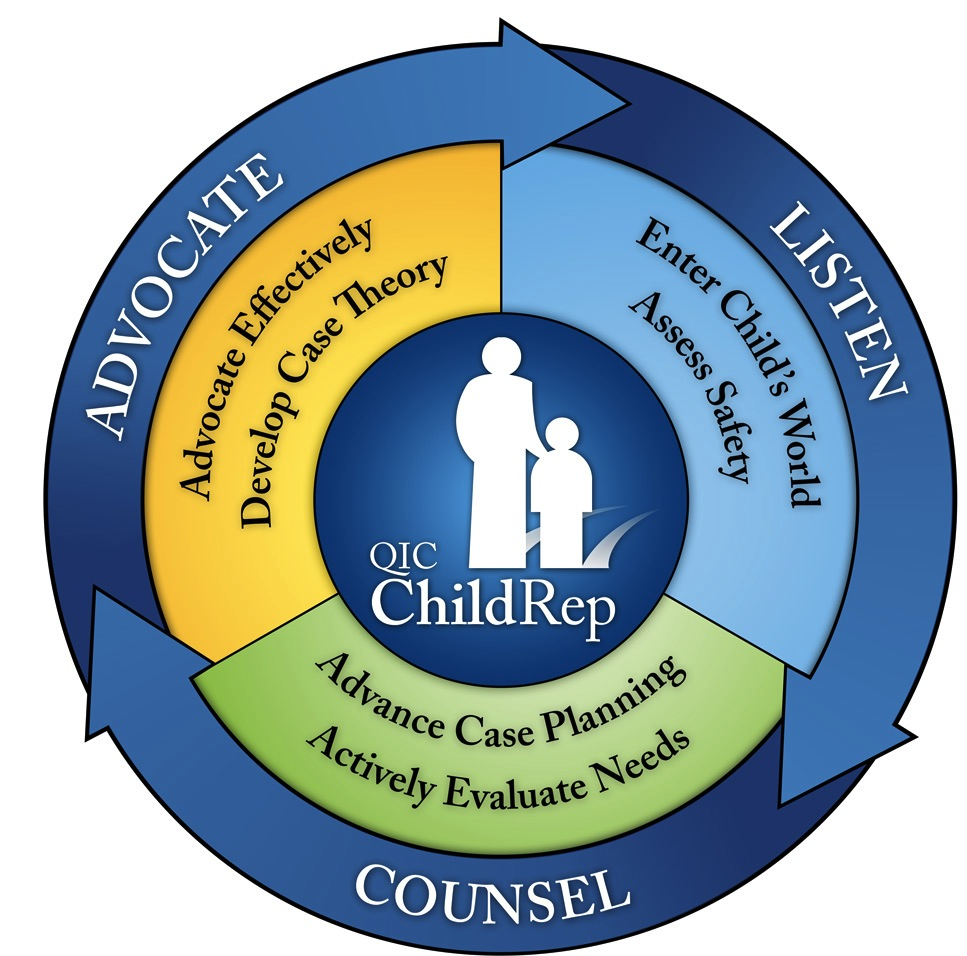 ADVOCATE
Advocate Effectively
Develop Case Theory
LISTEN
Enter Child's World
Assess Safety
QIC
ChildRep
Advance Case Planning
Actively Evaluate Needs
COUNSEL